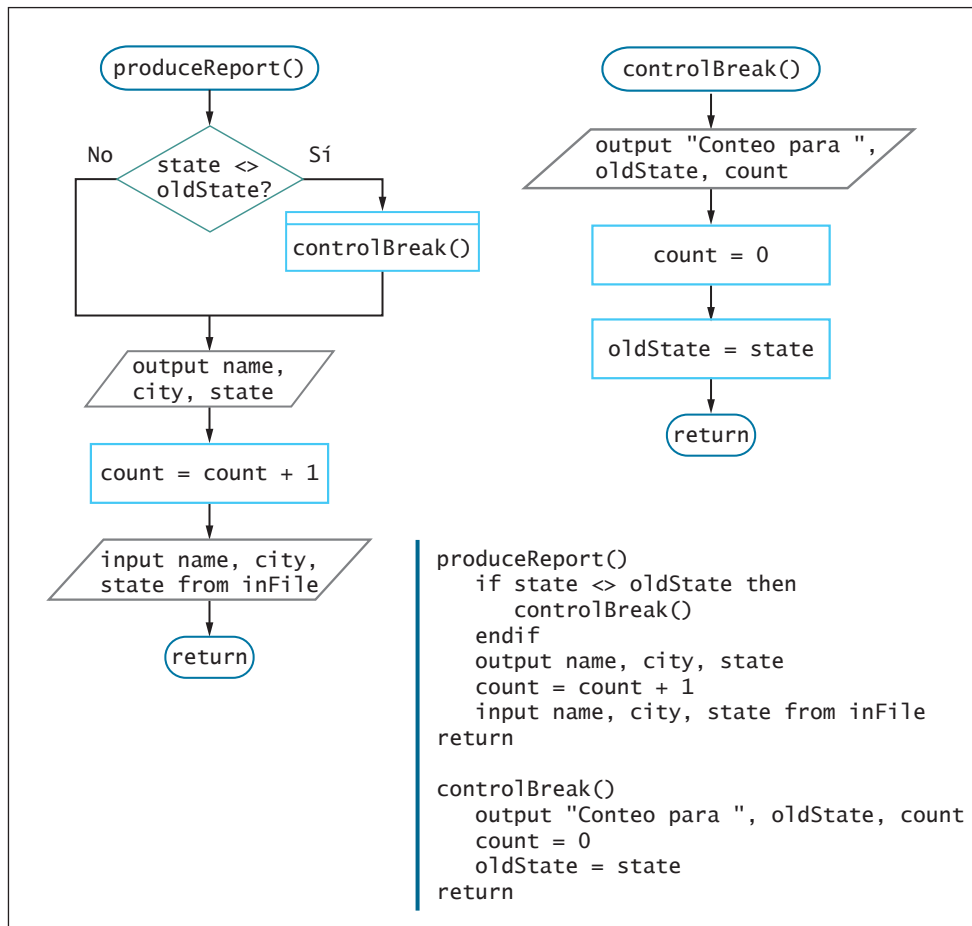 produceReport()
No
Sí
state <>
oldState?
controlBreak()
output name,
city, state
count = count + 1
input name, city,
state from inFile
return
controlBreak()
output "Conteo para ",
oldState, count
count = 0
oldState = state
return
produceReport()
   if state <> oldState then
      controlBreak()
   endif
   output name, city, state
   count = count + 1
   input name, city, state from inFile
return
controlBreak()
   output "Conteo para ", oldState, count
   count = 0
   oldState = state
return